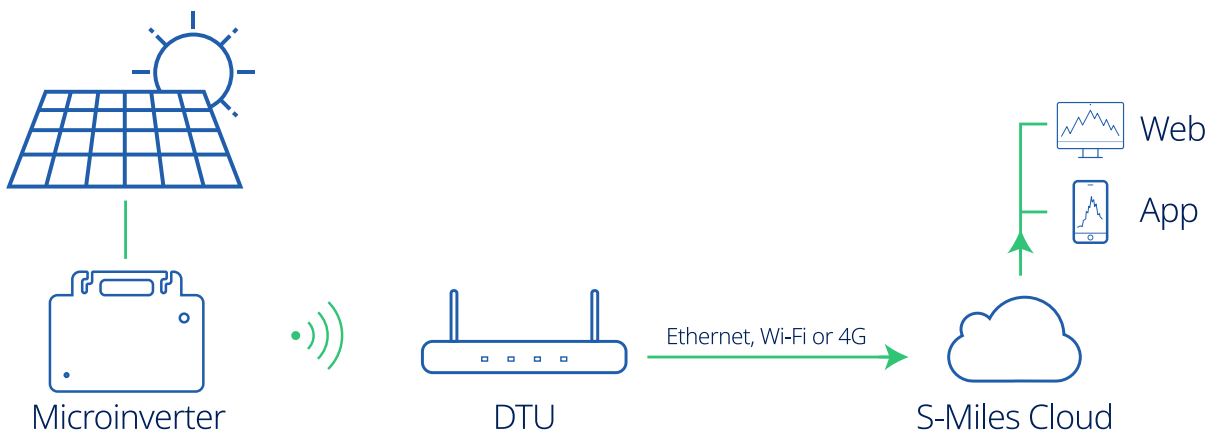 Web
App
Ethernet, Wi-Fi or 4G
Microinverter
DTU
S-Miles Cloud